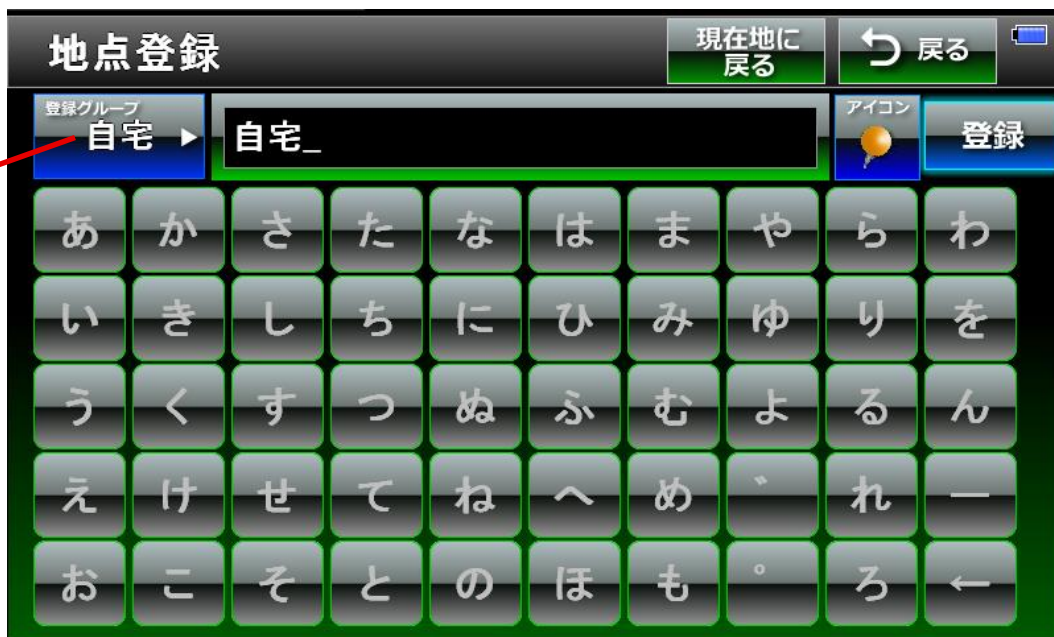 地点登録
現在地に
戻る
戻る
登録グループ
自宅
自宅_
アイコン
登録
あ か さ た な は ま や ら わ
い き し ち に ひ み ゆ り を
う く す つ ぬ ふ む よ る ん
え け せ て ね へ め ゛ れ ー
お こ そ と の ほ も ゜ ろ ←